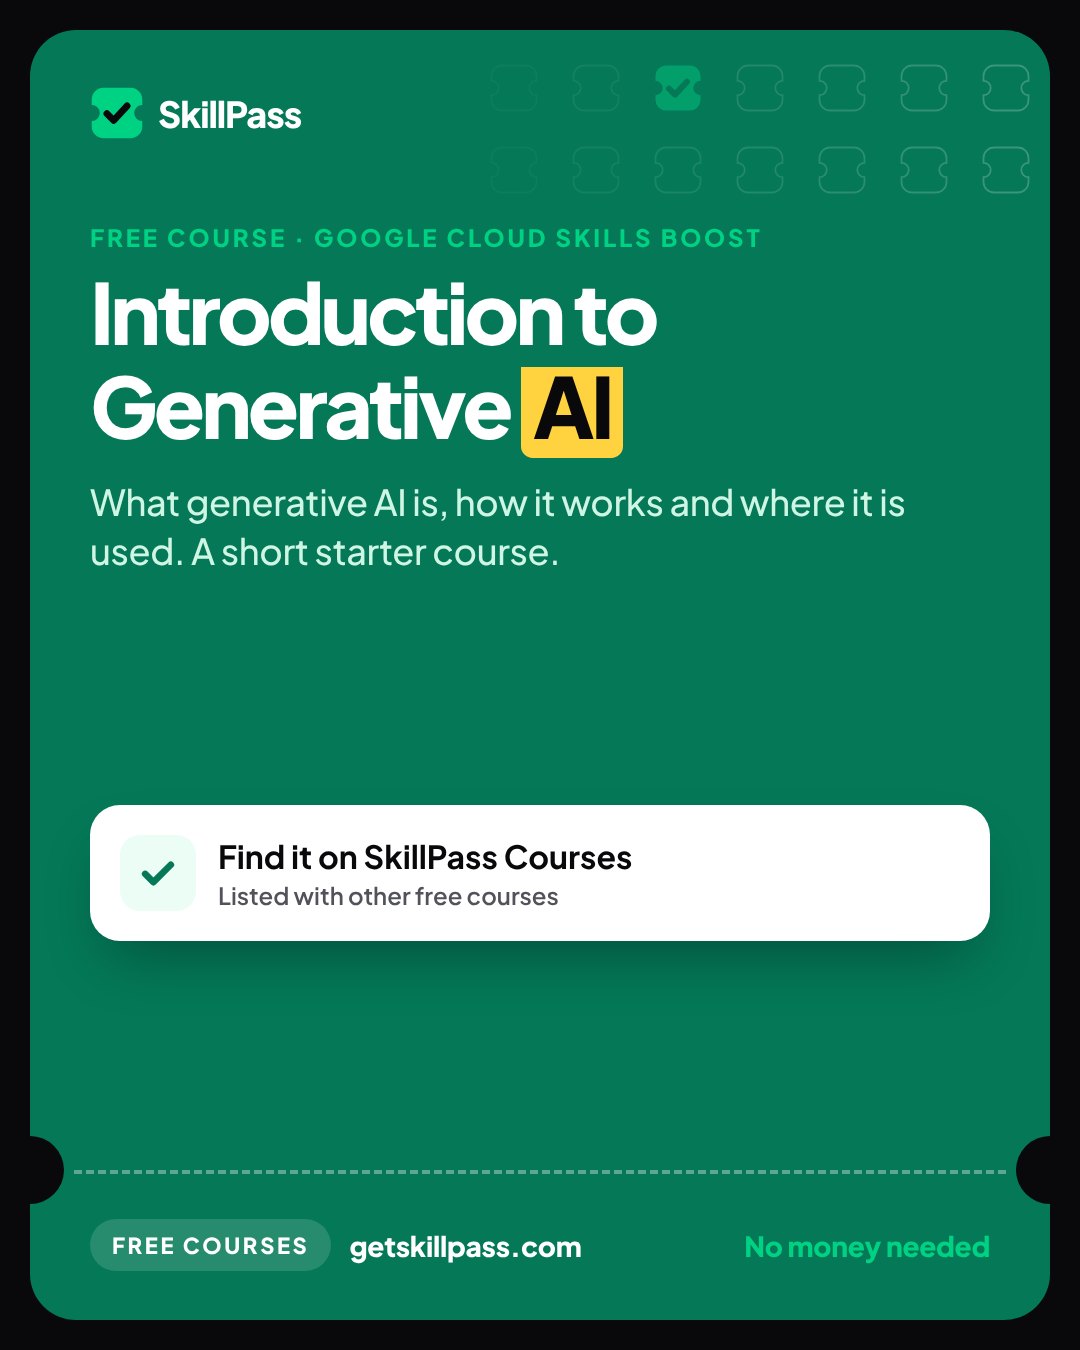 SkillPass
FREE COURSE · GOOGLE CLOUD SKILLS BOOST
Introduction to
Generative AI
What generative AI is, how it works and where it is
used. A short starter course.
Find it on SkillPass Courses
Listed with other free courses
FREE COURSES getskillpass.com No money needed